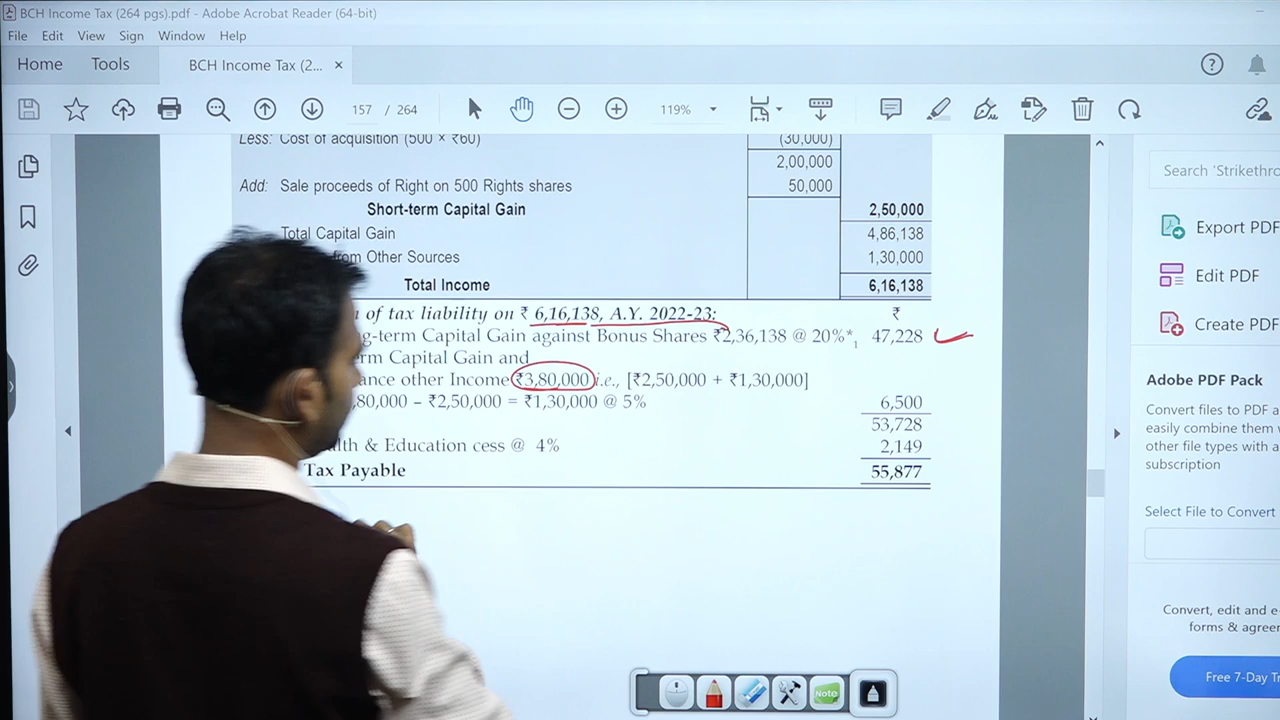 BCH Income Tax (264 pgs).pdf - Adobe Acrobat Reader (64-bit)
File Edit View Sign Window Help
Home Tools BCH Income Tax (2... ×
157 / 264 119%
Less: Cost of acquisition (500 × ₹60) (30,000)
2,00,000
Add: Sale proceeds of Right on 500 Rights shares 50,000
Short-term Capital Gain 2,50,000
Total Capital Gain 4,86,138
from Other Sources 1,30,000
Total Income 6,16,138
of tax liability on ₹ 6,16,138, A.Y. 2022-23: ₹
g-term Capital Gain against Bonus Shares ₹2,36,138 @ 20%*1 47,228
rm Capital Gain and
ance other Income ₹3,80,000 i.e., [₹2,50,000 + ₹1,30,000]
,80,000 – ₹2,50,000 = ₹1,30,000 @ 5% 6,500
53,728
lth & Education cess @ 4% 2,149
Tax Payable 55,877
Search 'Strikethro
Export PDF
Edit PDF
Create PDF
Adobe PDF Pack
Convert files to PDF a
easily combine them w
other file types with a
subscription
Select File to Convert
Convert, edit and e-
forms & agreer
Free 7-Day Tr
Note